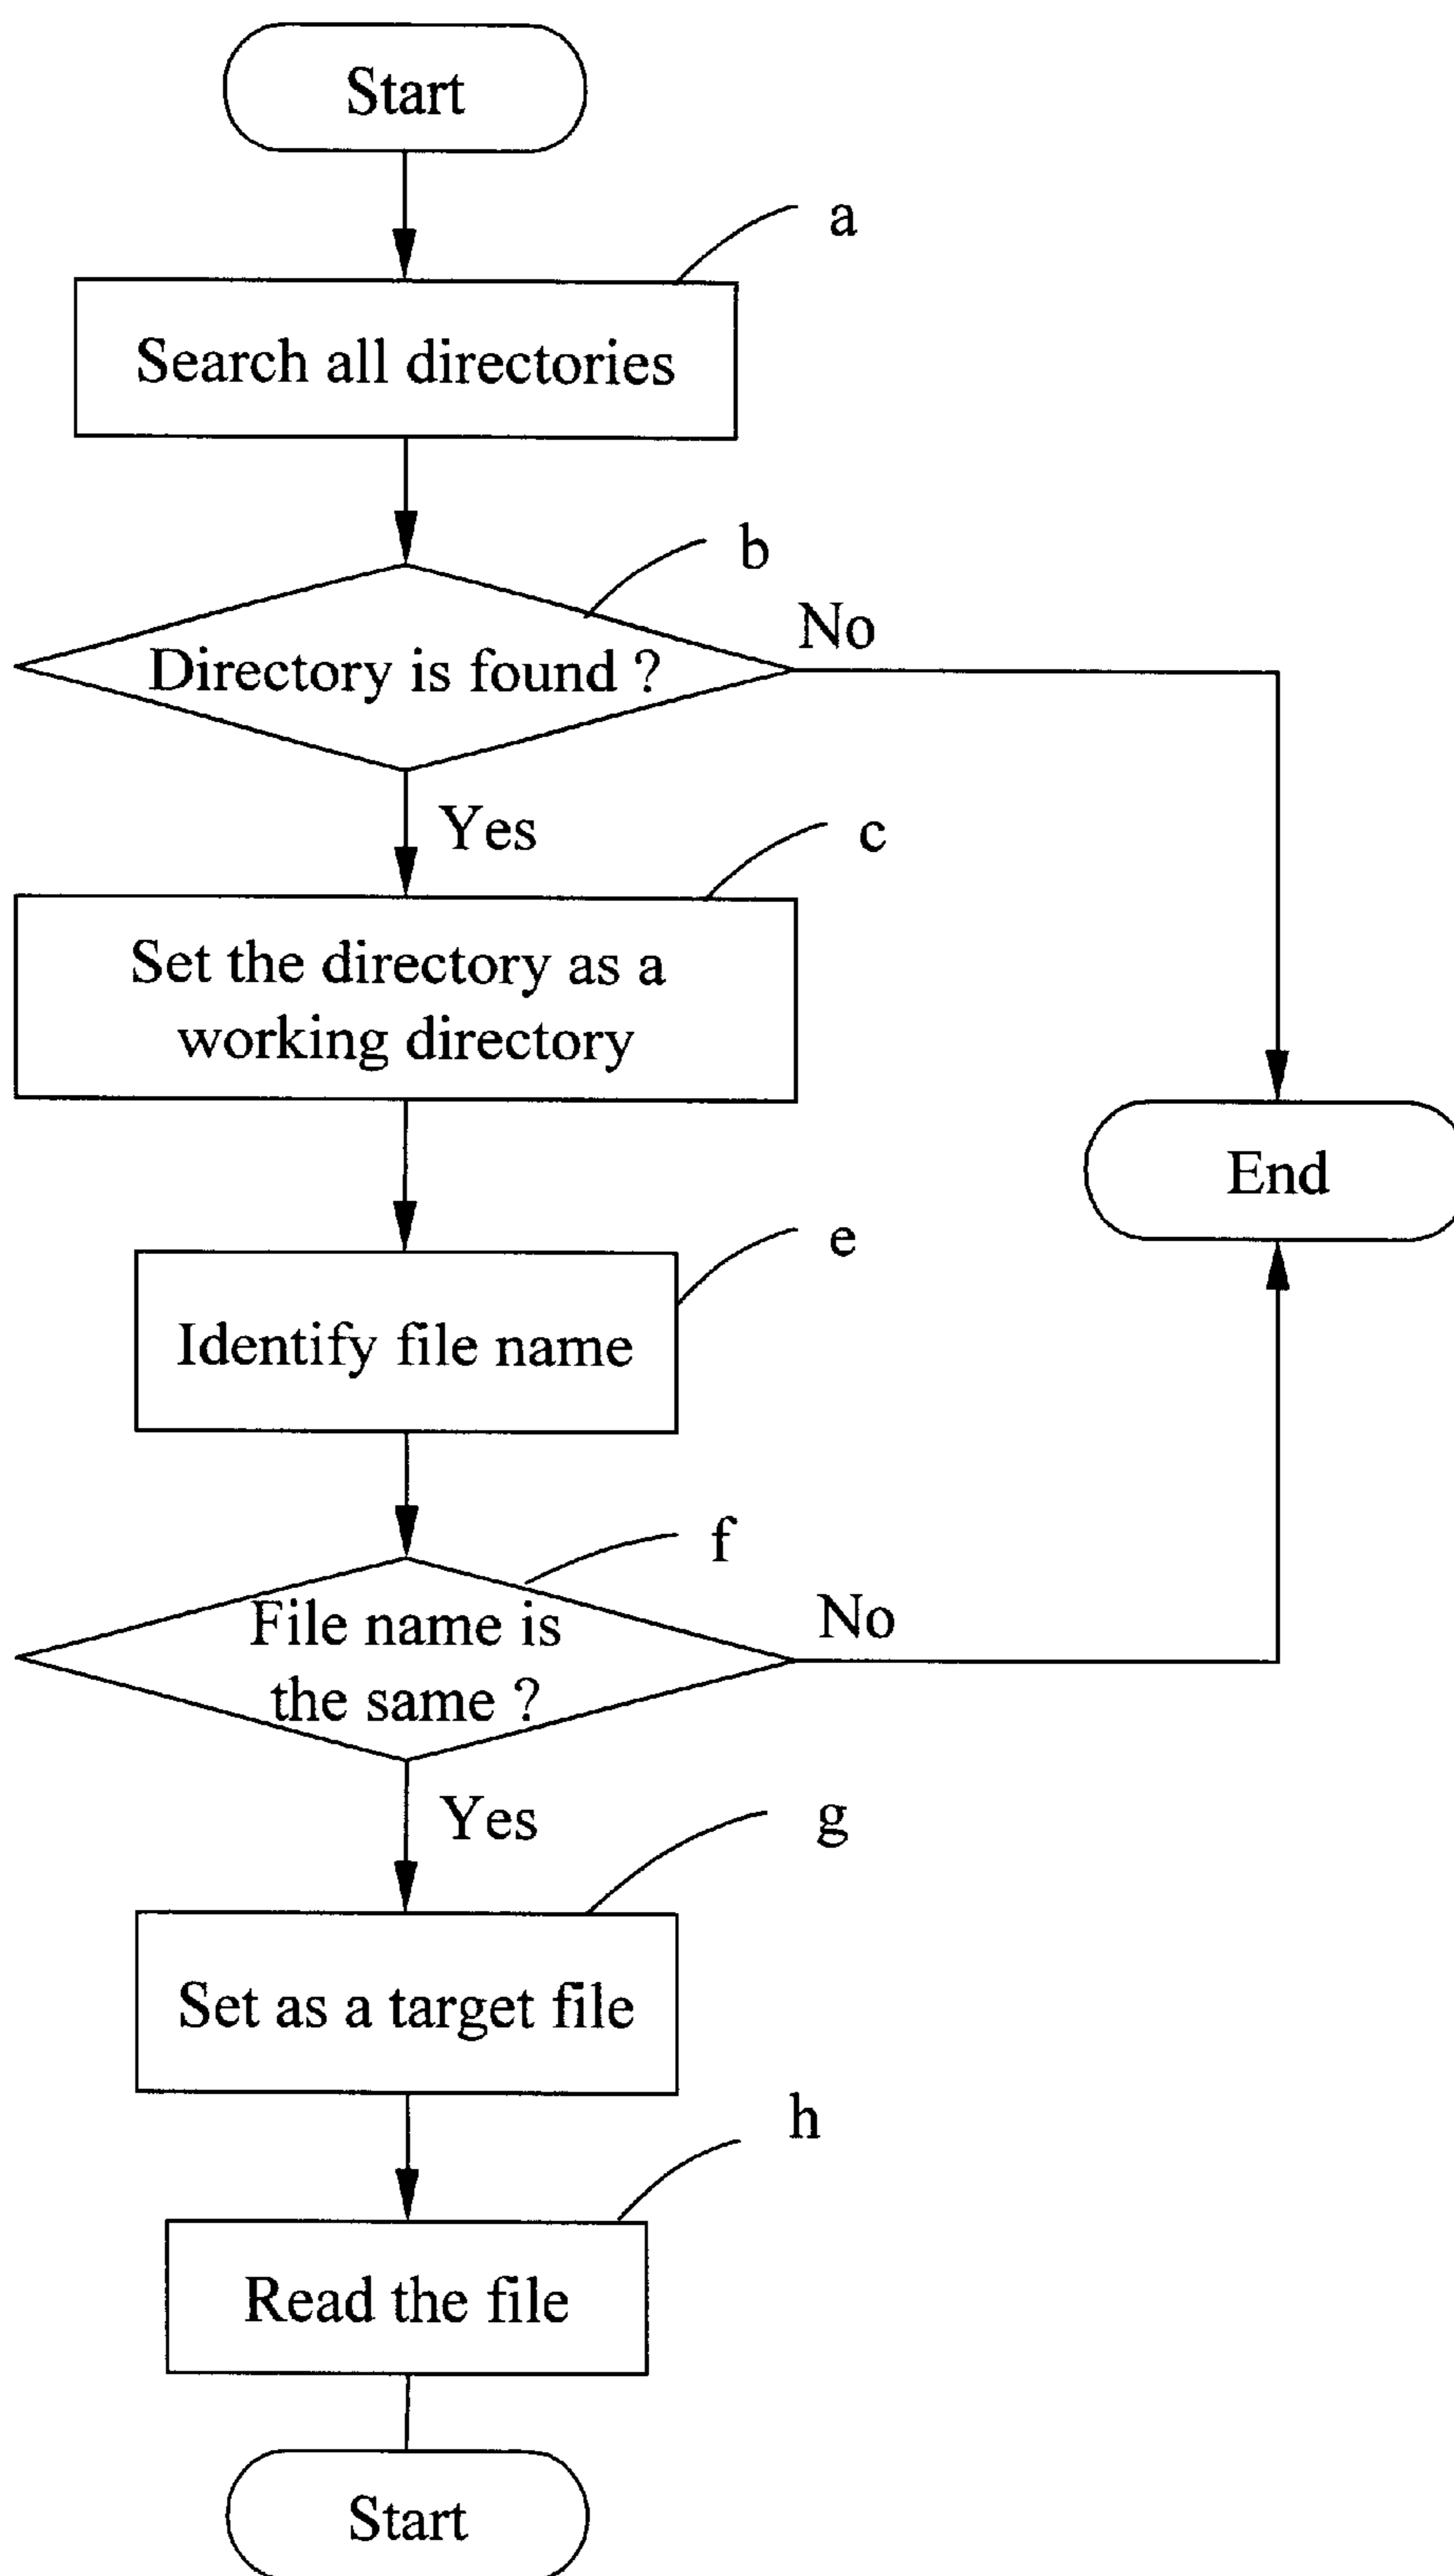 Start
a
Search all directories
b
No
Directory is found ?
Yes
c
Set the directory as a
working directory
End
e
Identify file name
f
No
File name is
the same ?
Yes
g
Set as a target file
h
Read the file
Start